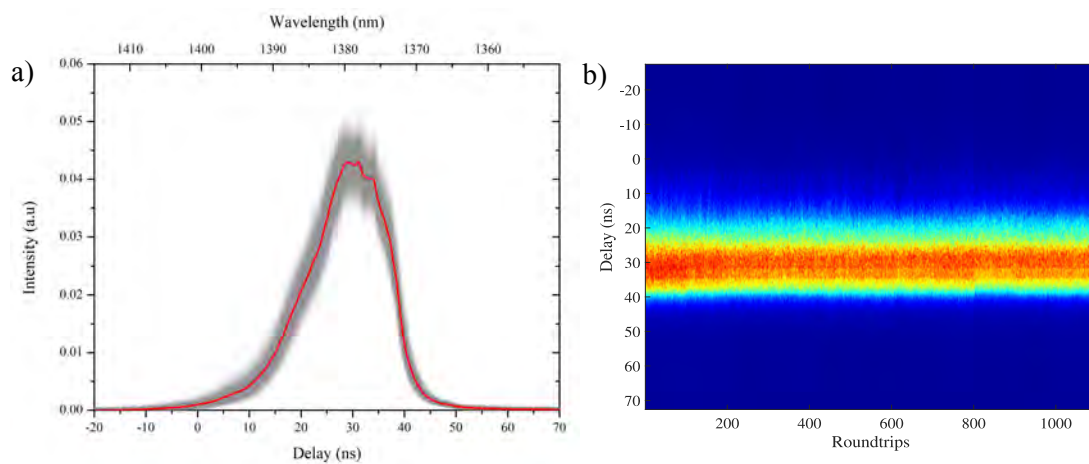 Wavelength (nm)
1410 1400 1390 1380 1370 1360
a)
0.06
0.05
0.04
0.03
0.02
0.01
0.00
Intensity (a.u)
-20 -10 0 10 20 30 40 50 60 70
Delay (ns)
b)
-20
-10
0
10
20
30
40
50
60
70
Delay (ns)
200 400 600 800 1000
Roundtrips